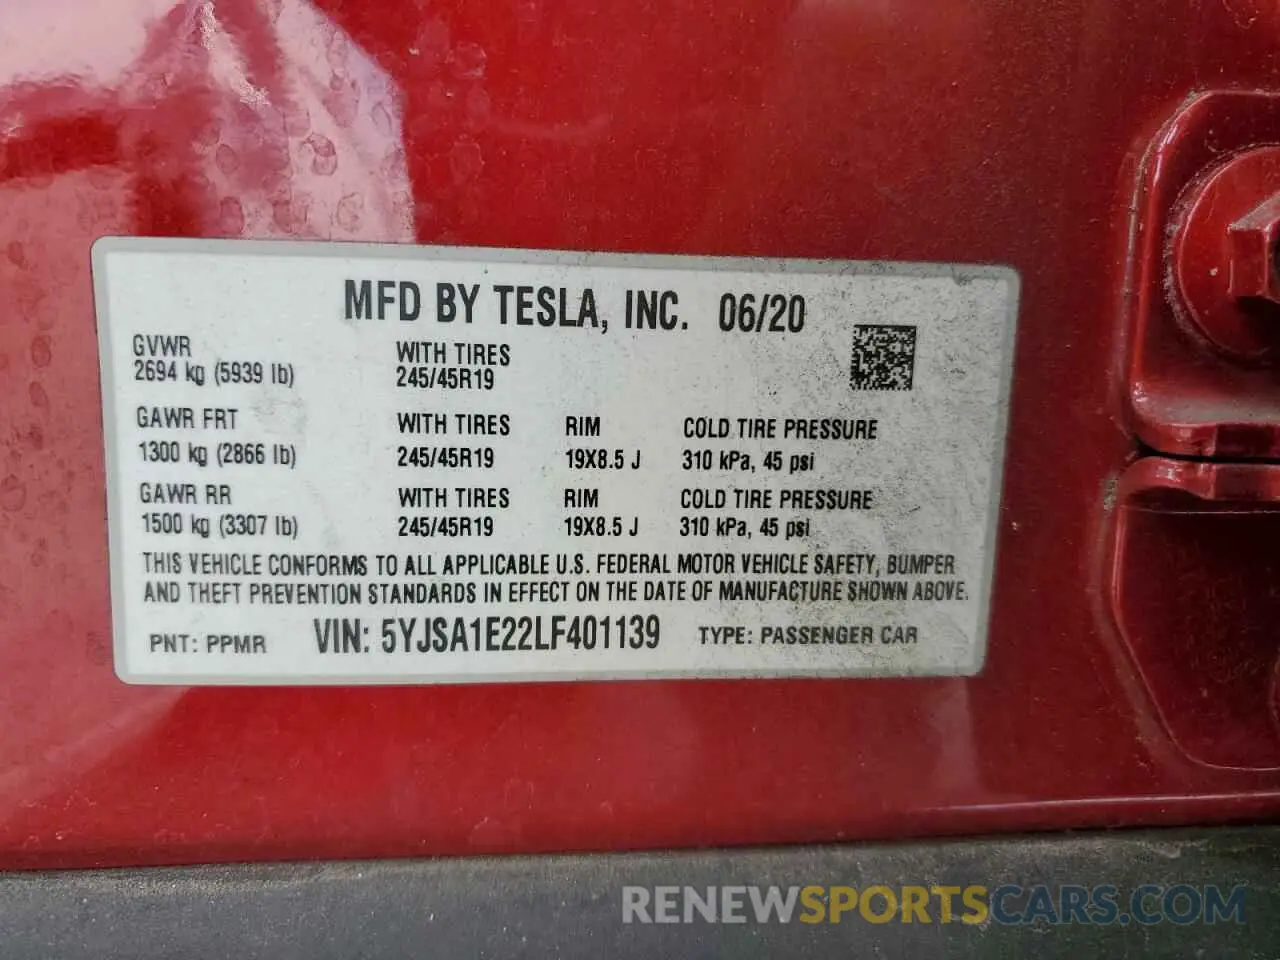 MFD BY TESLA, INC. 06/20
GVWR
2694 kg (5939 lb)
WITH TIRES
245/45R19
GAWR FRT WITH TIRES RIM COLD TIRE PRESSURE
1300 kg (2866 lb) 245/45R19 19X8.5 J 310 kPa, 45 psi
GAWR RR WITH TIRES RIM COLD TIRE PRESSURE
1500 kg (3307 lb) 245/45R19 19X8.5 J 310 kPa, 45 psi
THIS VEHICLE CONFORMS TO ALL APPLICABLE U.S. FEDERAL MOTOR VEHICLE SAFETY, BUMPER
AND THEFT PREVENTION STANDARDS IN EFFECT ON THE DATE OF MANUFACTURE SHOWN ABOVE.
PNT: PPMR VIN: 5YJSA1E22LF401139 TYPE: PASSENGER CAR
RENEWSPORTSCARS.COM